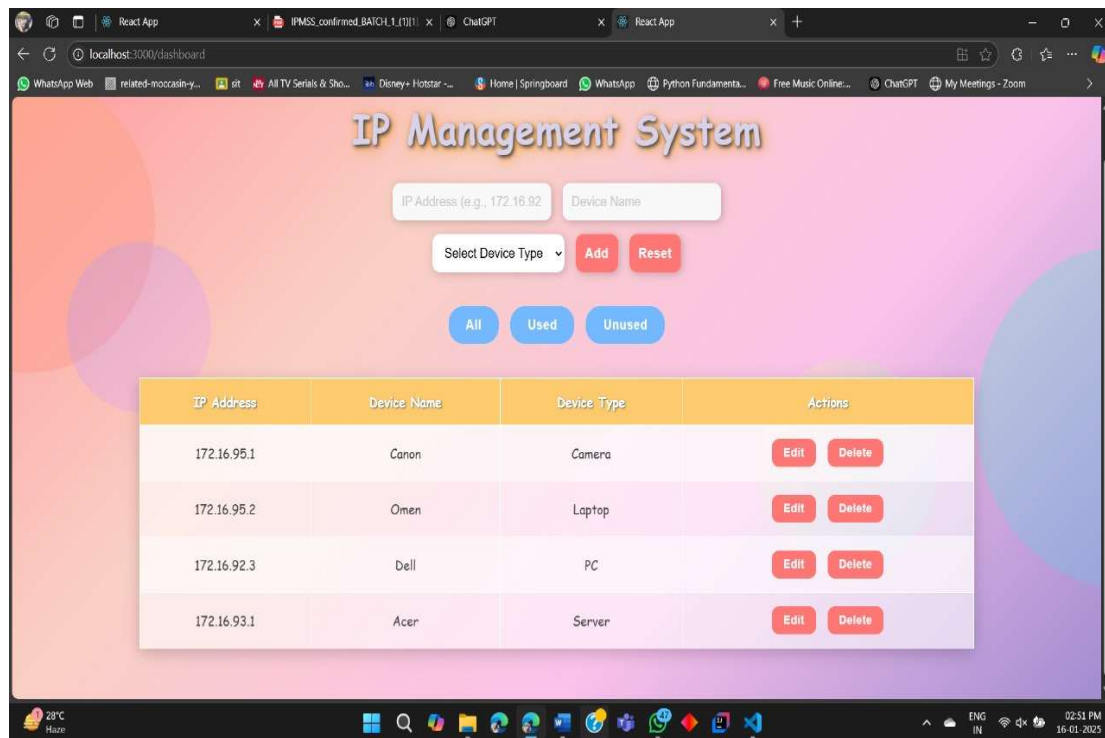 React App
IPMSS_confirmed_BATCH_1_(1)[1]
ChatGPT
React App
localhost:3000/dashboard
WhatsApp Web related-moccasin-y... sit All TV Serials & Sho... Disney+ Hotstar -... Home | Springboard WhatsApp Python Fundamenta... Free Music Online:... ChatGPT My Meetings - Zoom
IP Management System
IP Address (e.g., 172.16.92 Device Name
Select Device Type Add Reset
All Used Unused
IP Address Device Name Device Type Actions
172.16.95.1 Canon Camera Edit Delete
172.16.95.2 Omen Laptop Edit Delete
172.16.92.3 Dell PC Edit Delete
172.16.93.1 Acer Server Edit Delete
28°C
Haze
ENG
IN
02:51 PM
16-01-2025